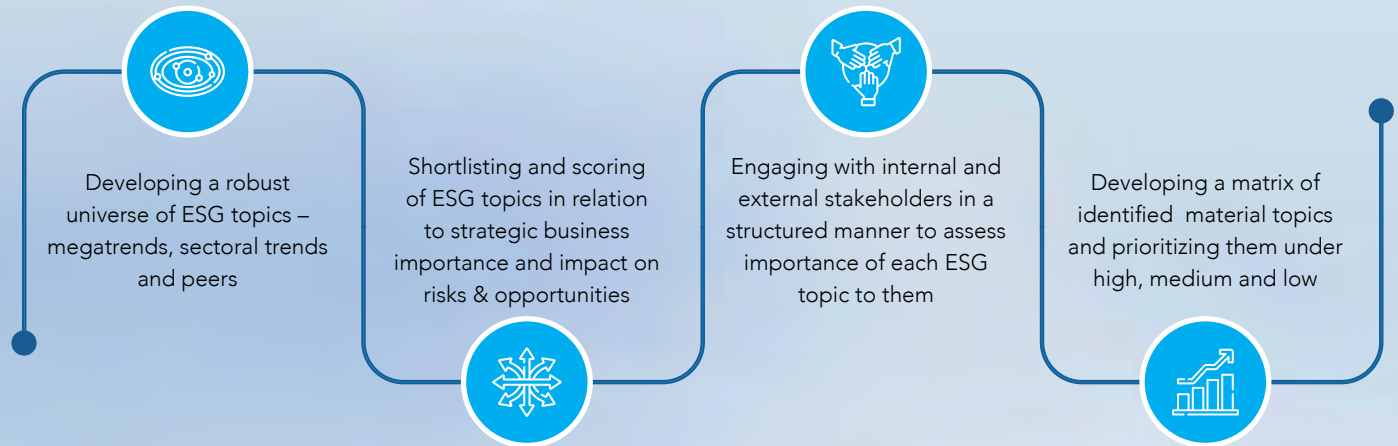 Developing a robust
universe of ESG topics –
megatrends, sectoral trends
and peers
Shortlisting and scoring
of ESG topics in relation
to strategic business
importance and impact on
risks & opportunities
Engaging with internal and
external stakeholders in a
structured manner to assess
importance of each ESG
topic to them
Developing a matrix of
identified material topics
and prioritizing them under
high, medium and low